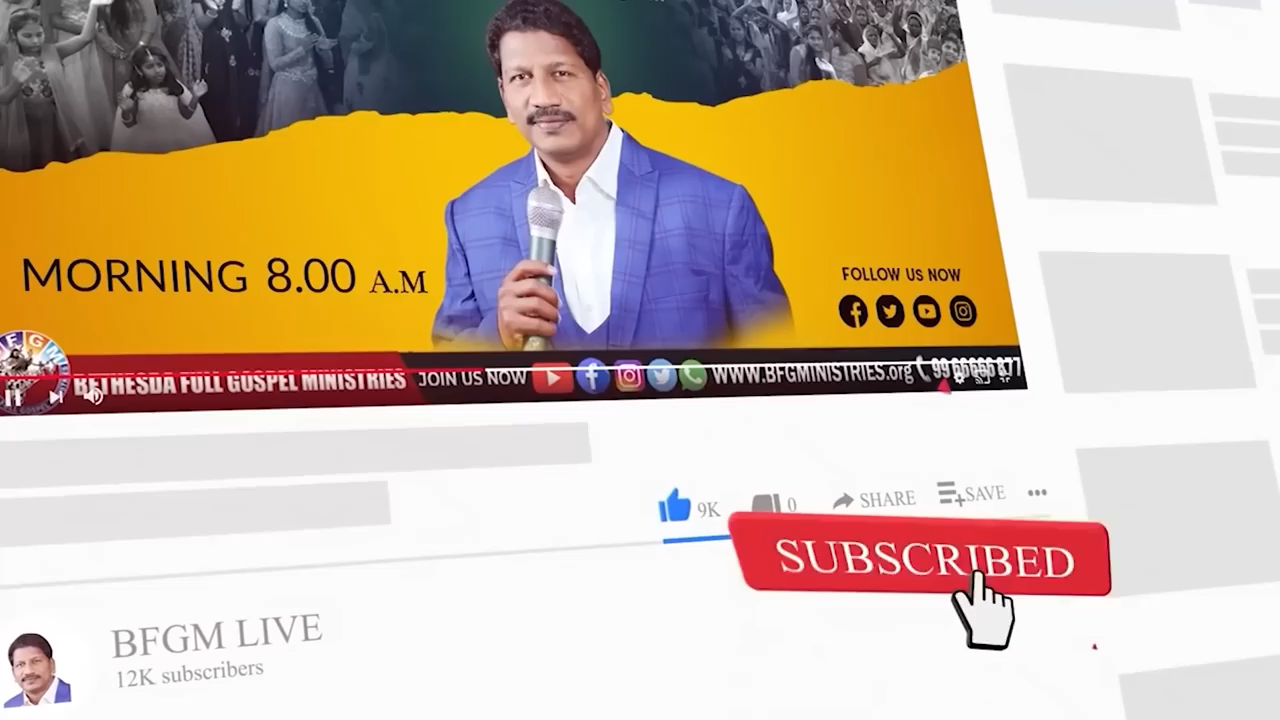 MORNING 8.00 A.M
FOLLOW US NOW
BETHESDA FULL GOSPEL MINISTRIES JOIN US NOW WWW.BFGMINISTRIES.org
9K 0 SHARE SAVE
SUBSCRIBED
BFGM LIVE
12K subscribers